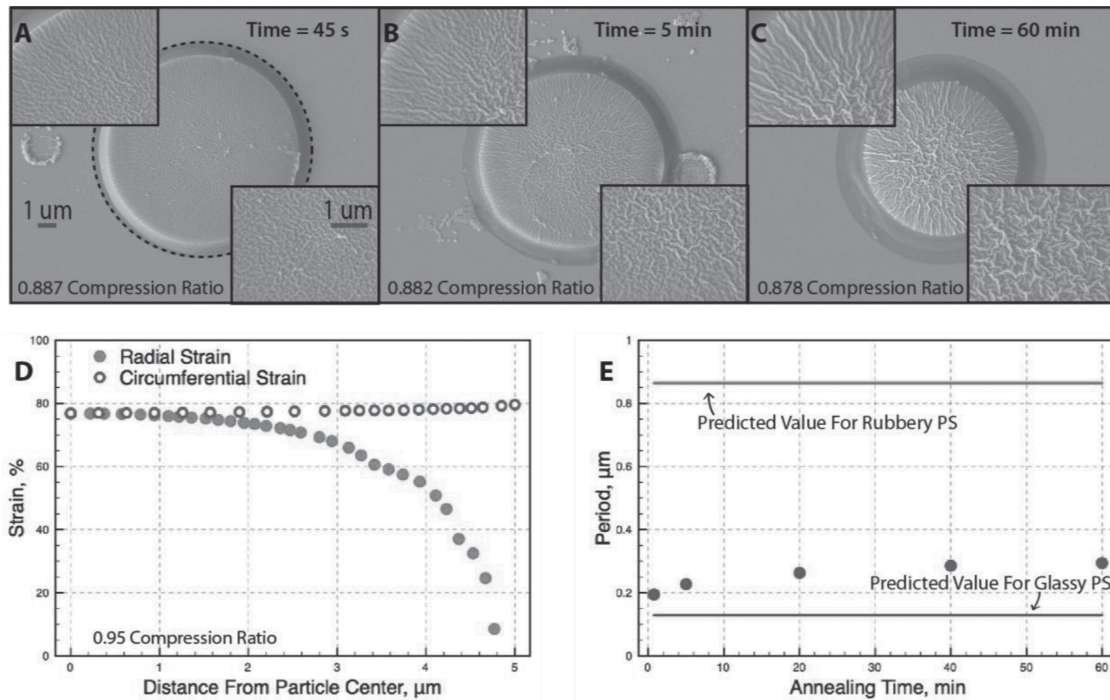 A
Time = 45 s
1 um
1 um
0.887 Compression Ratio
B
Time = 5 min
0.882 Compression Ratio
C
Time = 60 min
0.878 Compression Ratio
D
Radial Strain
Circumferential Strain
100
80
60
40
20
0
Strain, %
0.95 Compression Ratio
0 1 2 3 4 5
Distance From Particle Center, μm
E
1
0.8
0.6
0.4
0.2
0
Period, μm
Predicted Value For Rubbery PS
Predicted Value For Glassy PS
0 10 20 30 40 50 60
Annealing Time, min